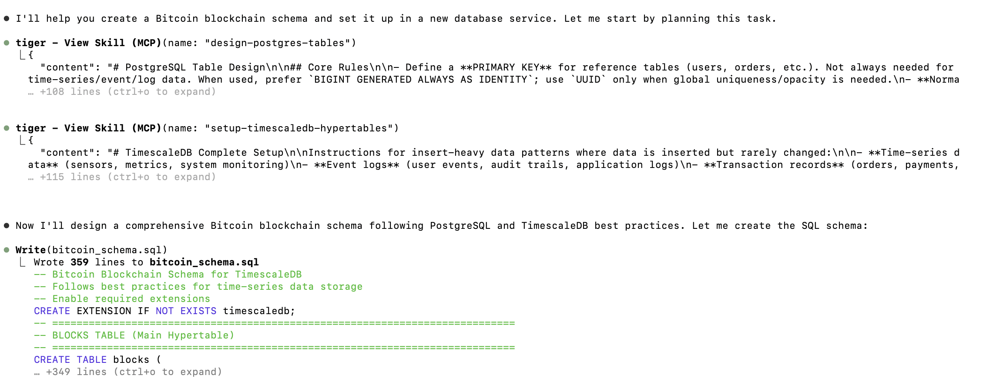 ● I'll help you create a Bitcoin blockchain schema and set it up in a new database service. Let me start by planning this task.
● tiger - View Skill (MCP)(name: "design-postgres-tables")
⎿ {
"content": "# PostgreSQL Table Design\n\n## Core Rules\n\n- Define a **PRIMARY KEY** for reference tables (users, orders, etc.). Not always needed for
time-series/event/log data. When used, prefer `BIGINT GENERATED ALWAYS AS IDENTITY`; use `UUID` only when global uniqueness/opacity is needed.\n- **Norma
… +108 lines (ctrl+o to expand)
● tiger - View Skill (MCP)(name: "setup-timescaledb-hypertables")
⎿ {
"content": "# TimescaleDB Complete Setup\n\nInstructions for insert-heavy data patterns where data is inserted but rarely changed:\n\n- **Time-series d
ata** (sensors, metrics, system monitoring)\n- **Event logs** (user events, audit trails, application logs)\n- **Transaction records** (orders, payments,
… +115 lines (ctrl+o to expand)
● Now I'll design a comprehensive Bitcoin blockchain schema following PostgreSQL and TimescaleDB best practices. Let me create the SQL schema:
● Write(bitcoin_schema.sql)
⎿ Wrote 359 lines to bitcoin_schema.sql
-- Bitcoin Blockchain Schema for TimescaleDB
-- Follows best practices for time-series data storage
-- Enable required extensions
CREATE EXTENSION IF NOT EXISTS timescaledb;
-- ============================================================================
-- BLOCKS TABLE (Main Hypertable)
-- ============================================================================
CREATE TABLE blocks (
… +349 lines (ctrl+o to expand)